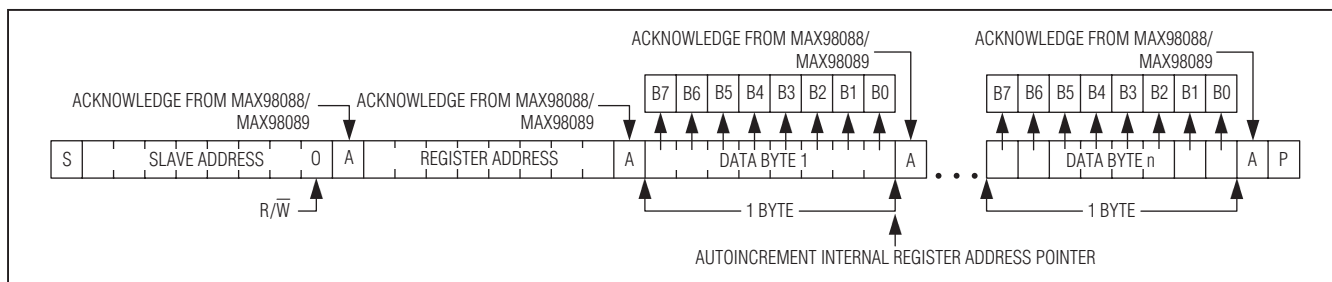 ACKNOWLEDGE FROM MAX98088/
MAX98089
ACKNOWLEDGE FROM MAX98088/
MAX98089
B7 B6 B5 B4 B3 B2 B1 B0
B7 B6 B5 B4 B3 B2 B1 B0
ACKNOWLEDGE FROM MAX98088/
MAX98089
ACKNOWLEDGE FROM MAX98088/
MAX98089
S SLAVE ADDRESS 0 A REGISTER ADDRESS A DATA BYTE 1 A • • • DATA BYTE n A P
R/W̅
1 BYTE
1 BYTE
AUTOINCREMENT INTERNAL REGISTER ADDRESS POINTER